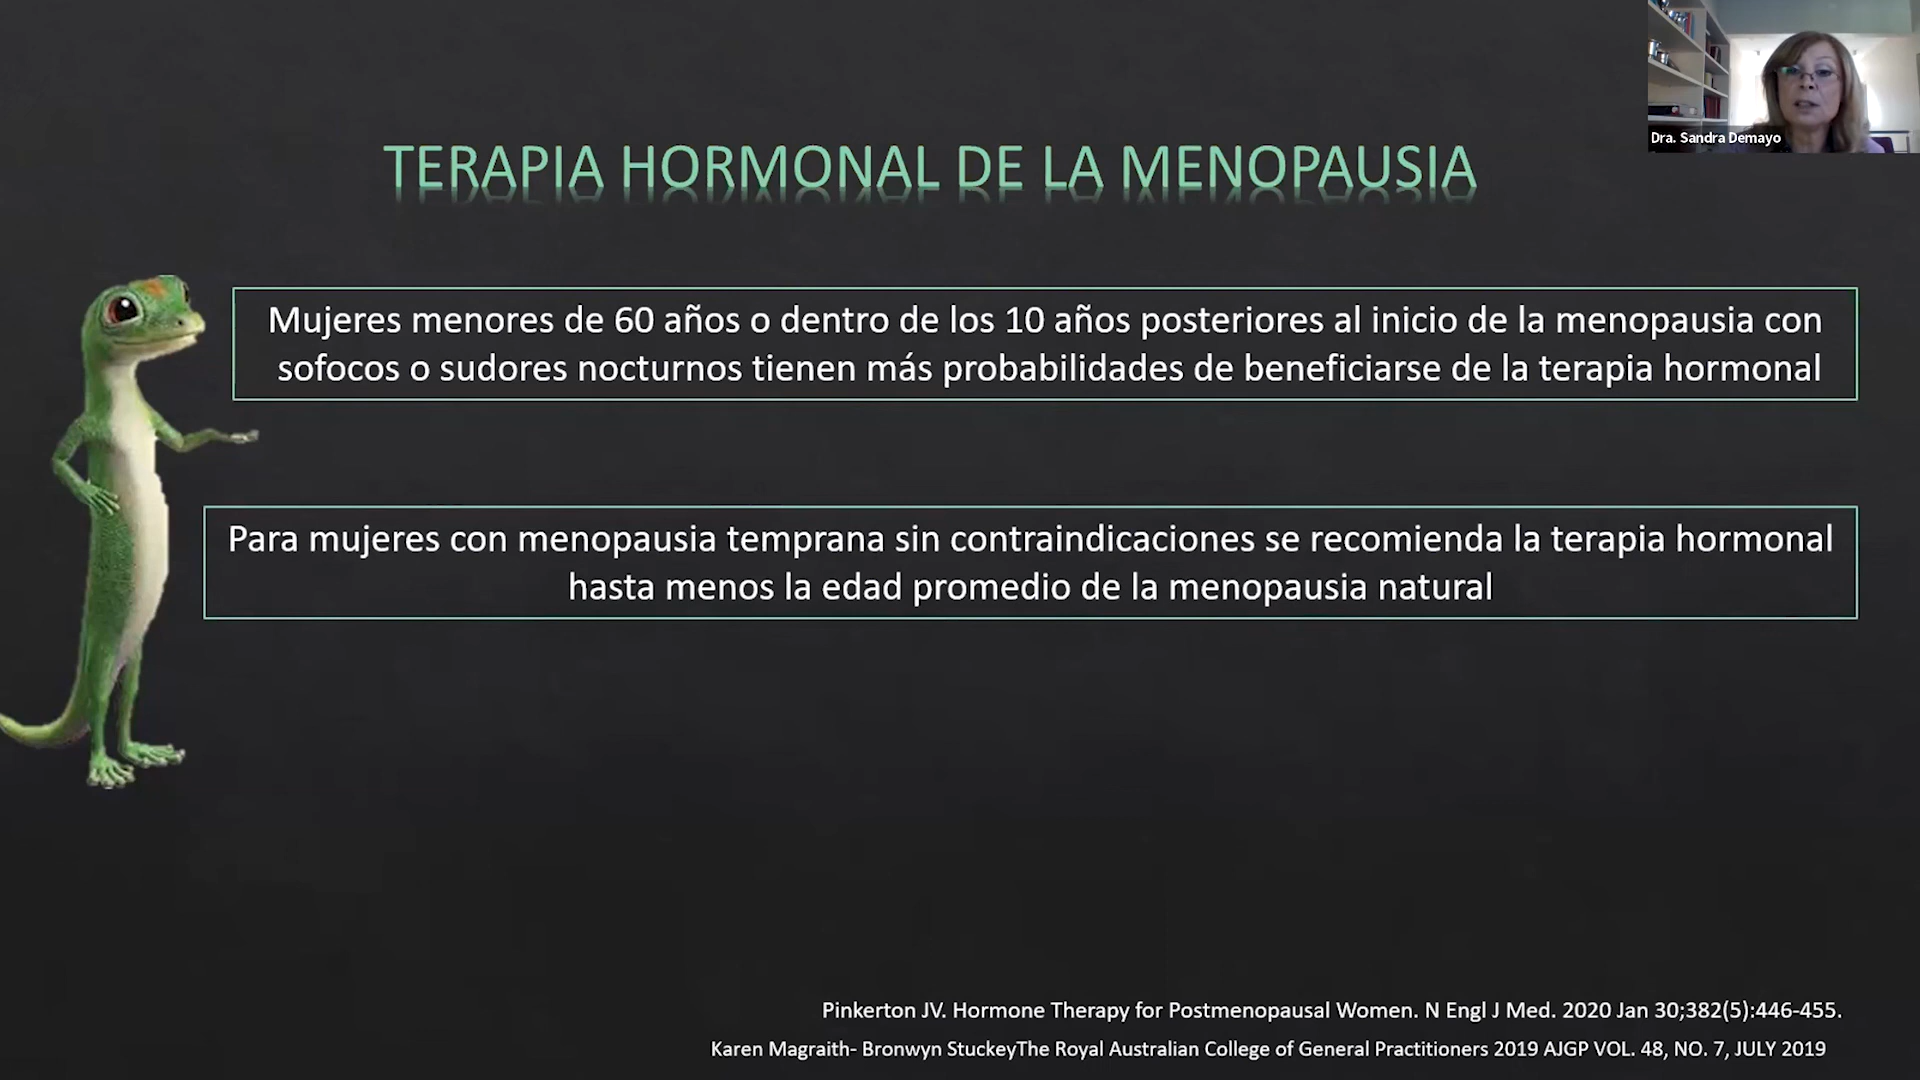 Dra. Sandra Demayo
TERAPIA HORMONAL DE LA MENOPAUSIA
Mujeres menores de 60 años o dentro de los 10 años posteriores al inicio de la menopausia con
sofocos o sudores nocturnos tienen más probabilidades de beneficiarse de la terapia hormonal
Para mujeres con menopausia temprana sin contraindicaciones se recomienda la terapia hormonal
hasta menos la edad promedio de la menopausia natural
Pinkerton JV. Hormone Therapy for Postmenopausal Women. N Engl J Med. 2020 Jan 30;382(5):446-455.
Karen Magraith- Bronwyn StuckeyThe Royal Australian College of General Practitioners 2019 AJGP VOL. 48, NO. 7, JULY 2019